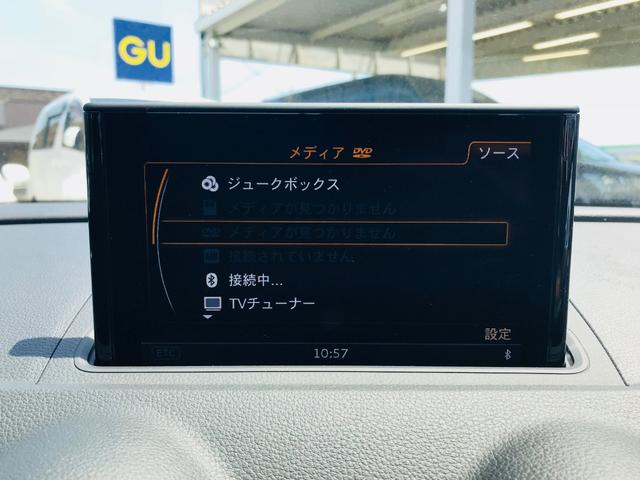 GU
メディア DVD
ソース
ジュークボックス
メディアが見つかりません
DVD メディアが見つかりません
接続されていません
接続中...
TVチューナー
設定
ETC 10:57